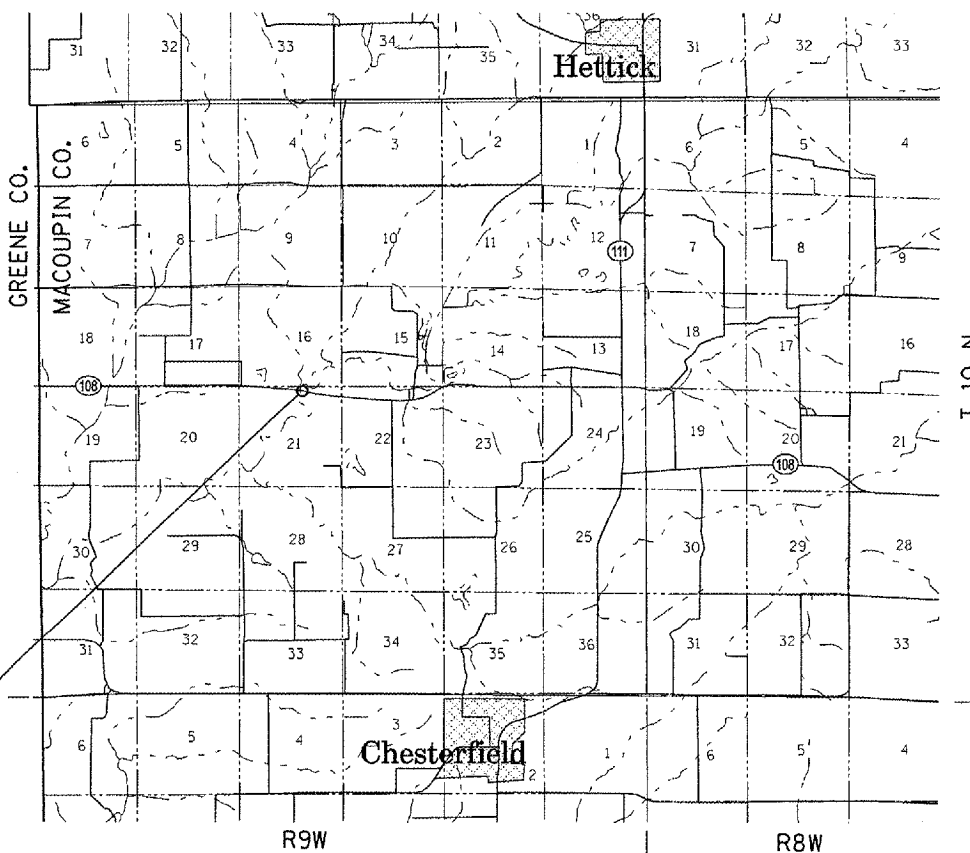 36
31 32 33 34 35 31 32 33
Hettick
6 5 4 3 2 1 6 5 4
GREENE CO.
MACOUPIN CO.
7 8 9 10 11 12 7 8 9
111
18 17 16 15 14 13 18 17 16
T 10 N
108
19 20 21 22 23 24 19 20 21
108
30 29 28 27 26 25 30 29 28
31 32 33 34 35 36 31 32 33
6 5 4 3 2 1 6 5 4
Chesterfield
R9W R8W